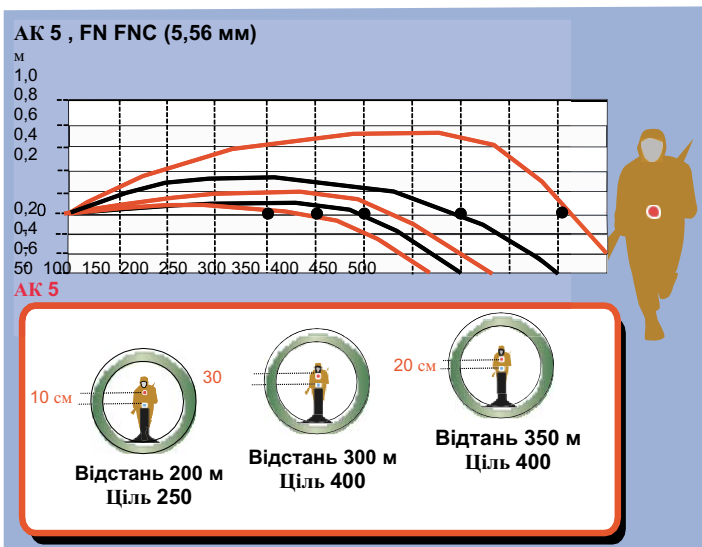 АК 5 , FN FNC (5,56 мм)
м
1,0
0,8
0,6
0,4
0,2
0,20
0,4
0,6
50 100 150 200 250 300 350 400 450 500
АК 5
10 см
30
20 см
Відстань 200 м
Ціль 250
Відстань 300 м
Ціль 400
Відтань 350 м
Ціль 400